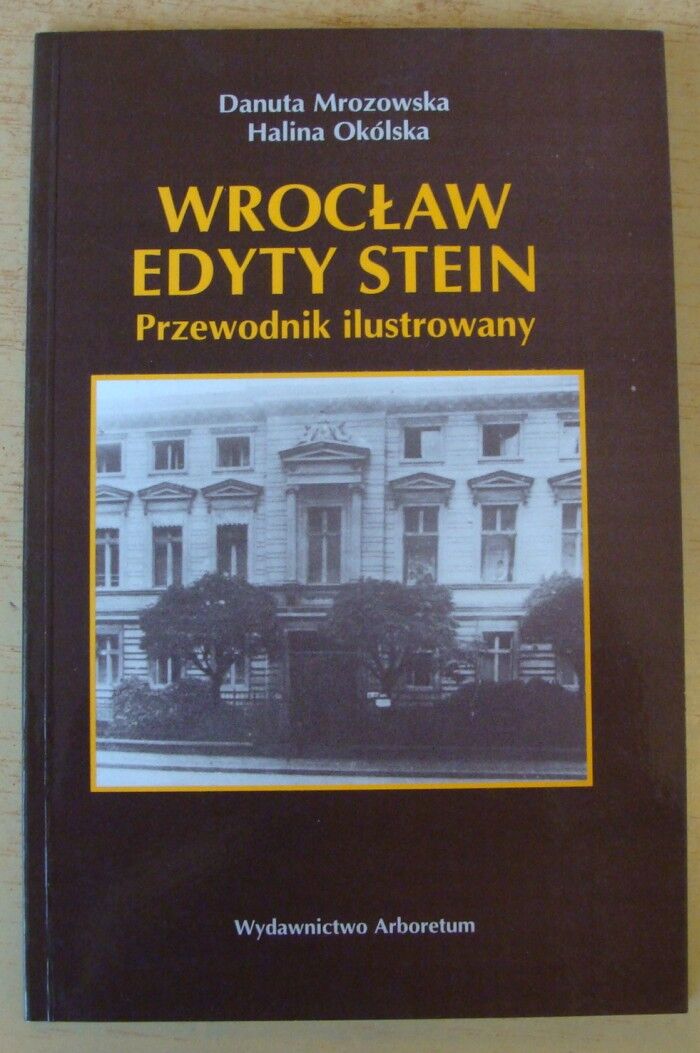 Danuta Mrozowska
Halina Okólska
WROCŁAW
EDYTY STEIN
Przewodnik ilustrowany
Wydawnictwo Arboretum